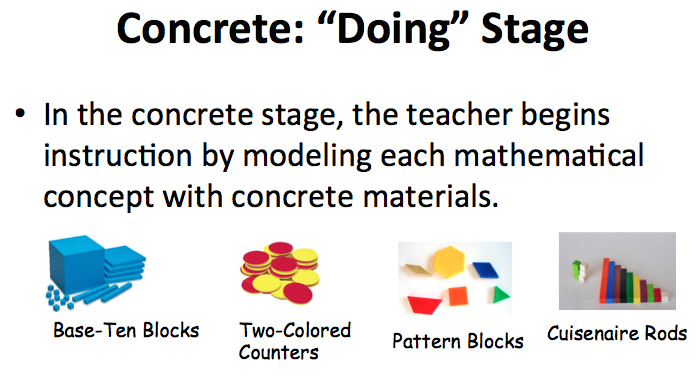 Concrete: “Doing” Stage
• In the concrete stage, the teacher begins
instruction by modeling each mathematical
concept with concrete materials.
Base-Ten Blocks
Two-Colored
Counters
Pattern Blocks
Cuisenaire Rods